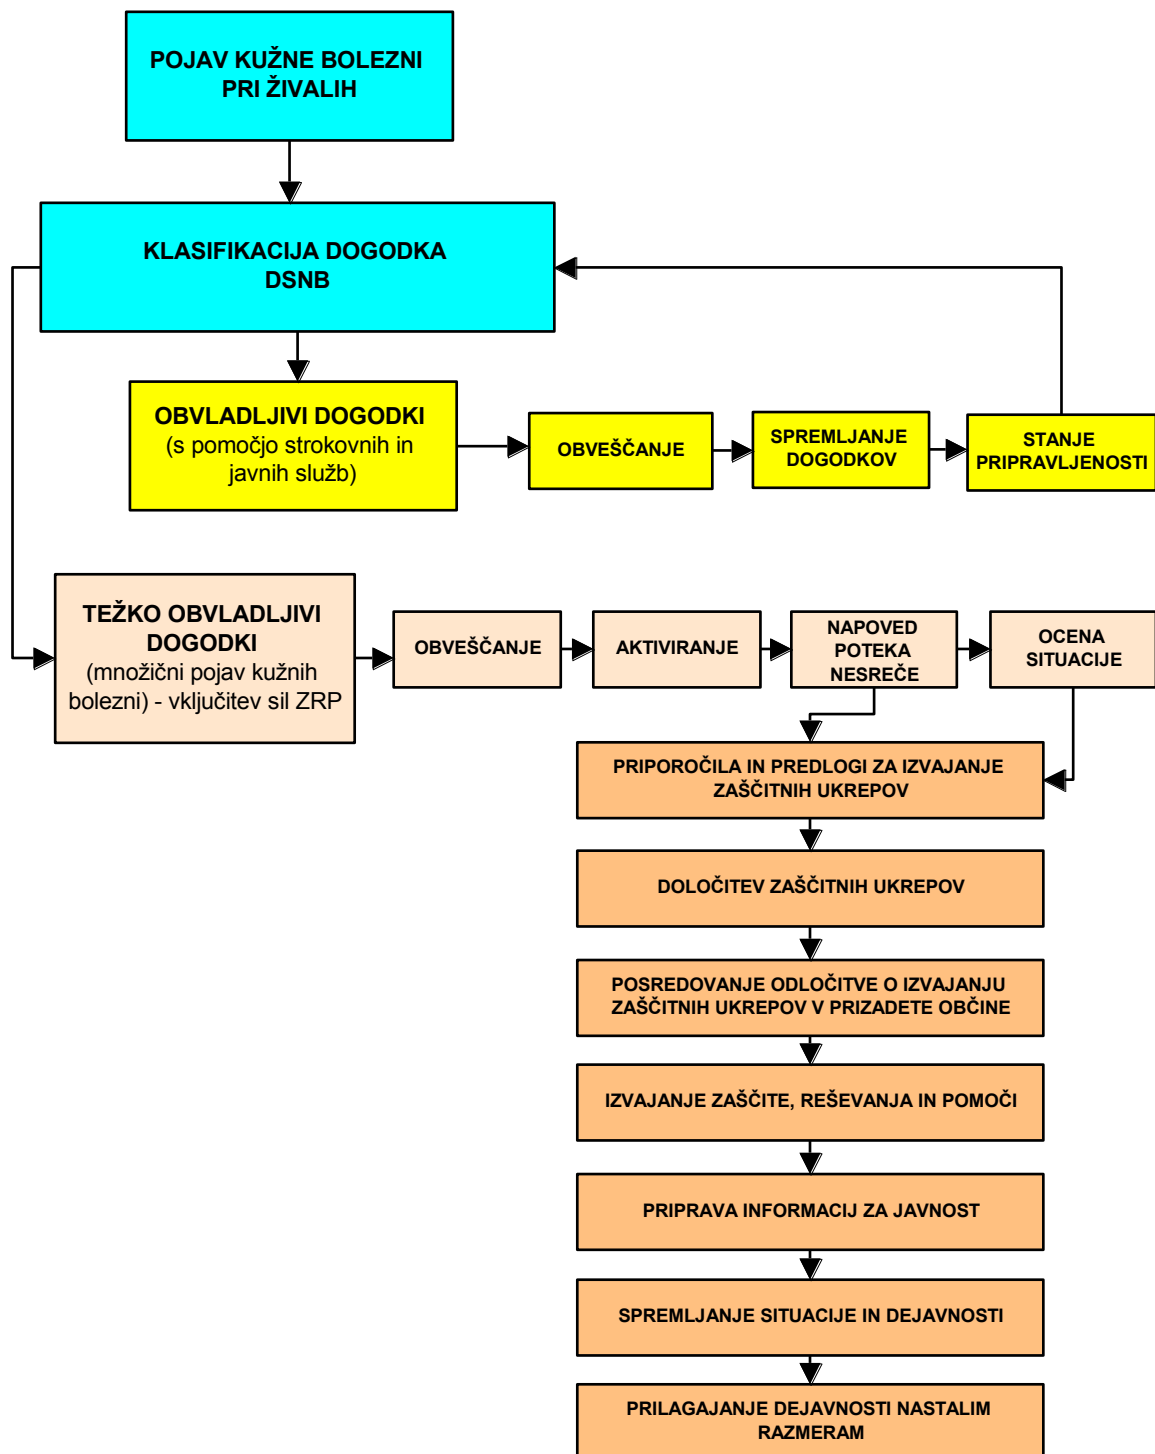 POJAV KUŽNE BOLEZNI
PRI ŽIVALIH
KLASIFIKACIJA DOGODKA
DSNB
OBVLADLJIVI DOGODKI
(s pomočjo strokovnih in
javnih služb)
OBVEŠČANJE
SPREMLJANJE
DOGODKOV
STANJE
PRIPRAVLJENOSTI
TEŽKO OBVLADLJIVI
DOGODKI
(množični pojav kužnih
bolezni) - vključitev sil ZRP
OBVEŠČANJE
AKTIVIRANJE
NAPOVED
POTEKA
NESREČE
OCENA
SITUACIJE
PRIPOROČILA IN PREDLOGI ZA IZVAJANJE
ZAŠČITNIH UKREPOV
DOLOČITEV ZAŠČITNIH UKREPOV
POSREDOVANJE ODLOČITVE O IZVAJANJU
ZAŠČITNIH UKREPOV V PRIZADETE OBČINE
IZVAJANJE ZAŠČITE, REŠEVANJA IN POMOČI
PRIPRAVA INFORMACIJ ZA JAVNOST
SPREMLJANJE SITUACIJE IN DEJAVNOSTI
PRILAGAJANJE DEJAVNOSTI NASTALIM
RAZMERAM